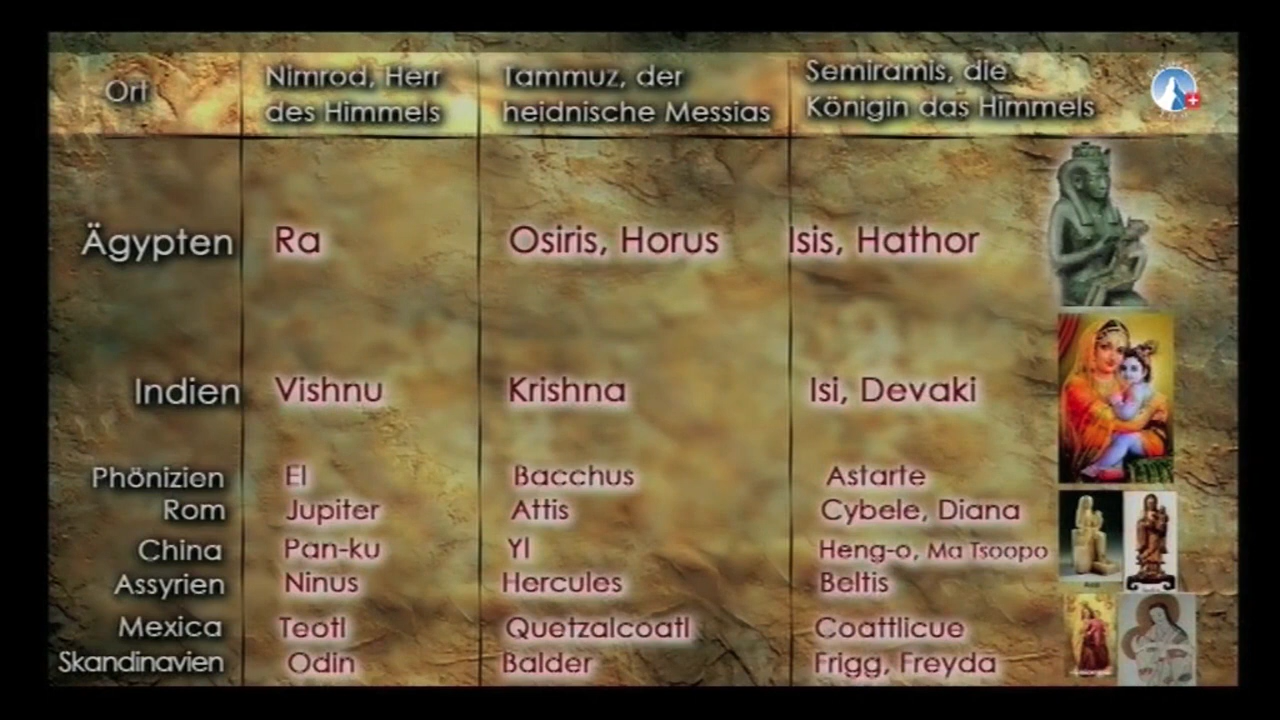 Ort Nimrod, Herr des Himmels Tammuz, der heidnische Messias Semiramis, die Königin das Himmels
Ägypten Ra Osiris, Horus Isis, Hathor
Indien Vishnu Krishna Isi, Devaki
Phönizien El Bacchus Astarte
Rom Jupiter Attis Cybele, Diana
China Pan-ku YI Heng-o, Ma Tsoopo
Assyrien Ninus Hercules Beltis
Mexica Teotl Quetzalcoatl Coattlicue
Skandinavien Odin Balder Frigg, Freyda